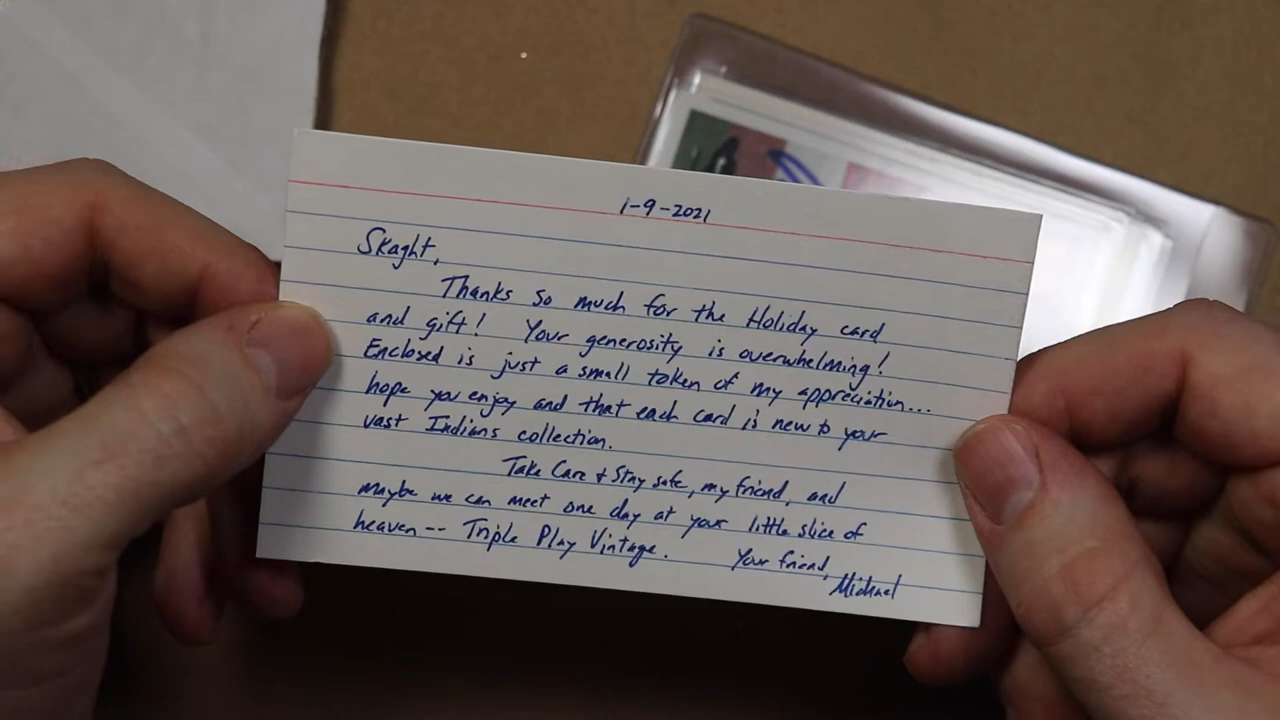 1-9-2021
Skaght,
Thanks so much for the Holiday card
and gift! Your generosity is overwhelming!
Enclosed is just a small token of my appreciation...
hope you enjoy and that each card is new to your
vast Indians collection.
Take Care & Stay safe, my friend, and
maybe we can meet one day at your little slice of
heaven -- Triple Play Vintage. Your friend,
Michael